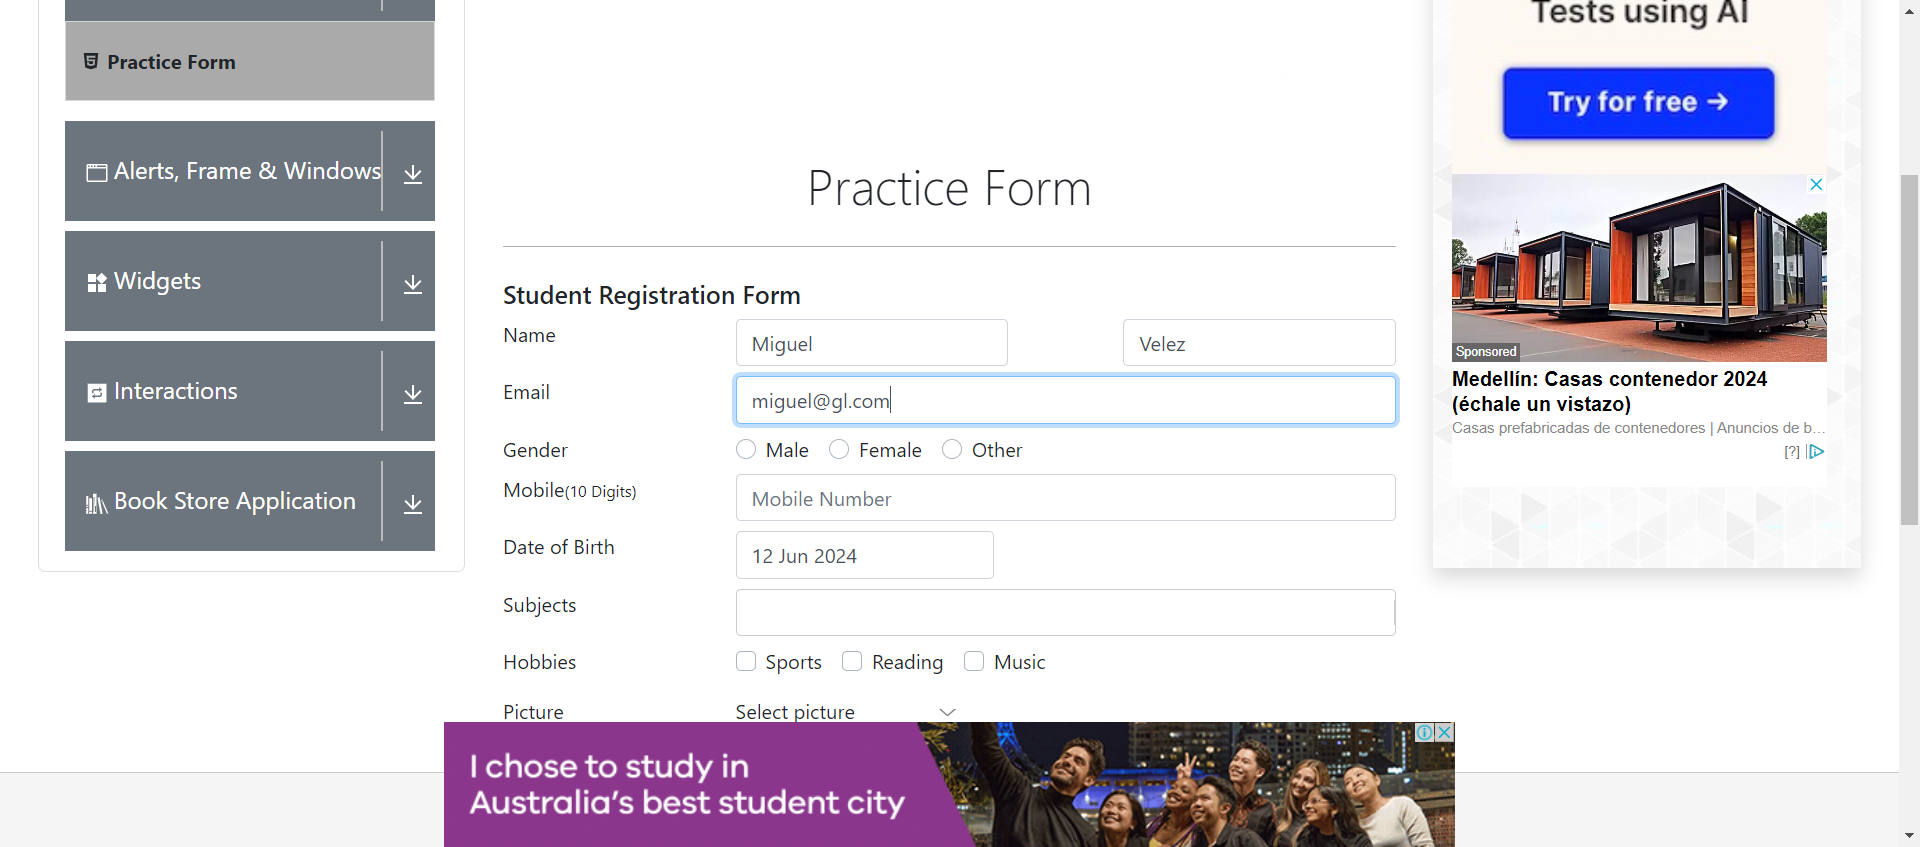 Practice Form
Alerts, Frame & Windows
Widgets
Interactions
Book Store Application
Practice Form
Student Registration Form
Name
Miguel
Velez
Email
miguel@gl.com
Gender
Male
Female
Other
Mobile(10 Digits)
Mobile Number
Date of Birth
12 Jun 2024
Subjects
Hobbies
Sports
Reading
Music
Picture
Select picture
Tests using AI
Try for free →
Sponsored
Medellín: Casas contenedor 2024
(échale un vistazo)
Casas prefabricadas de contenedores | Anuncios de b...
[?]
I chose to study in
Australia's best student city